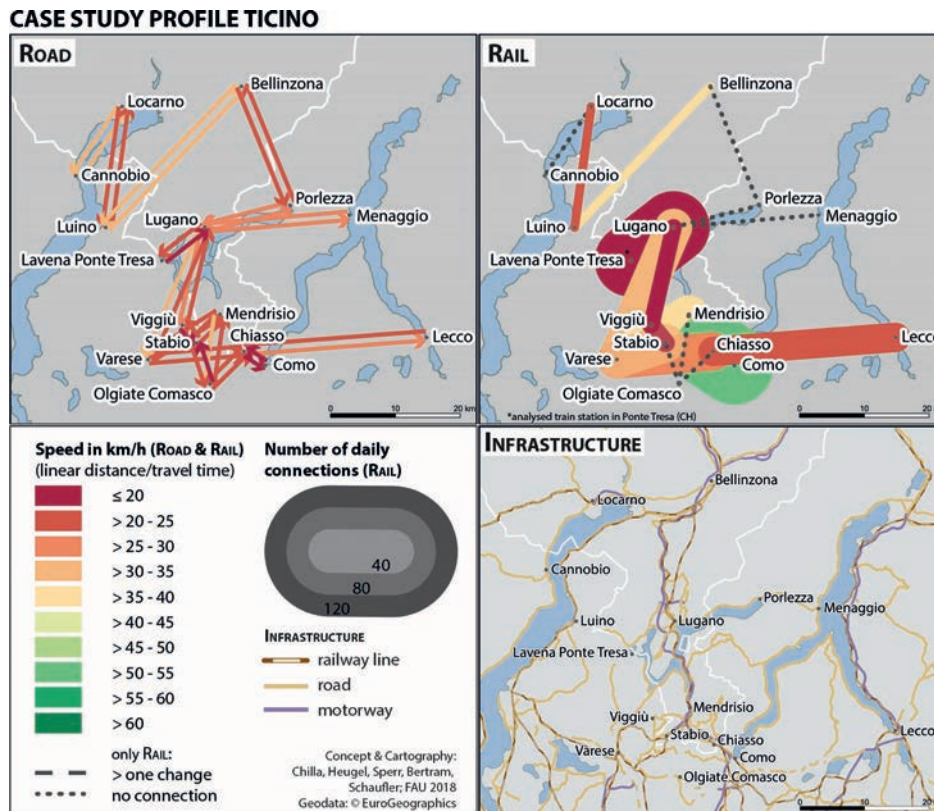 CASE STUDY PROFILE TICINO
ROAD
Bellinzona
Locarno
Cannobio
Porlezza
Lugano
Menaggio
Luino
Lavena Ponte Tresa
Mendrisio
Viggiù
Chiasso
Stabio
Lecco
Varese
Como
Olgiate Comasco
0 10 20 km
RAIL
Bellinzona
Locarno
Cannobio
Porlezza
Lugano
Menaggio
Luino
Lavena Ponte Tresa
*
Mendrisio
Viggiù
Stabio
Chiasso
Lecco
Varese
Como
Olgiate Comasco
*analysed train station in Ponte Tresa (CH)
0 10 20
Speed in km/h (ROAD & RAIL)
(linear distance/travel time)
≤ 20
> 20 - 25
> 25 - 30
> 30 - 35
> 35 - 40
> 40 - 45
> 45 - 50
> 50 - 55
> 55 - 60
> 60
only RAIL:
> one change
no connection
Number of daily
connections (RAIL)
40
80
120
INFRASTRUCTURE
railway line
road
motorway
Concept & Cartography:
Chilla, Heugel, Sperr, Bertram,
Schaufler; FAU 2018
Geodata: © EuroGeographics
INFRASTRUCTURE
Bellinzona
Locarno
Cannobio
Porlezza
Menaggio
Luino
Lugano
Lavena Ponte Tresa
Mendrisio
Viggiù
Stabio
Chiasso
Lecco
Varese
Como
Olgiate Comasco
0 10 20